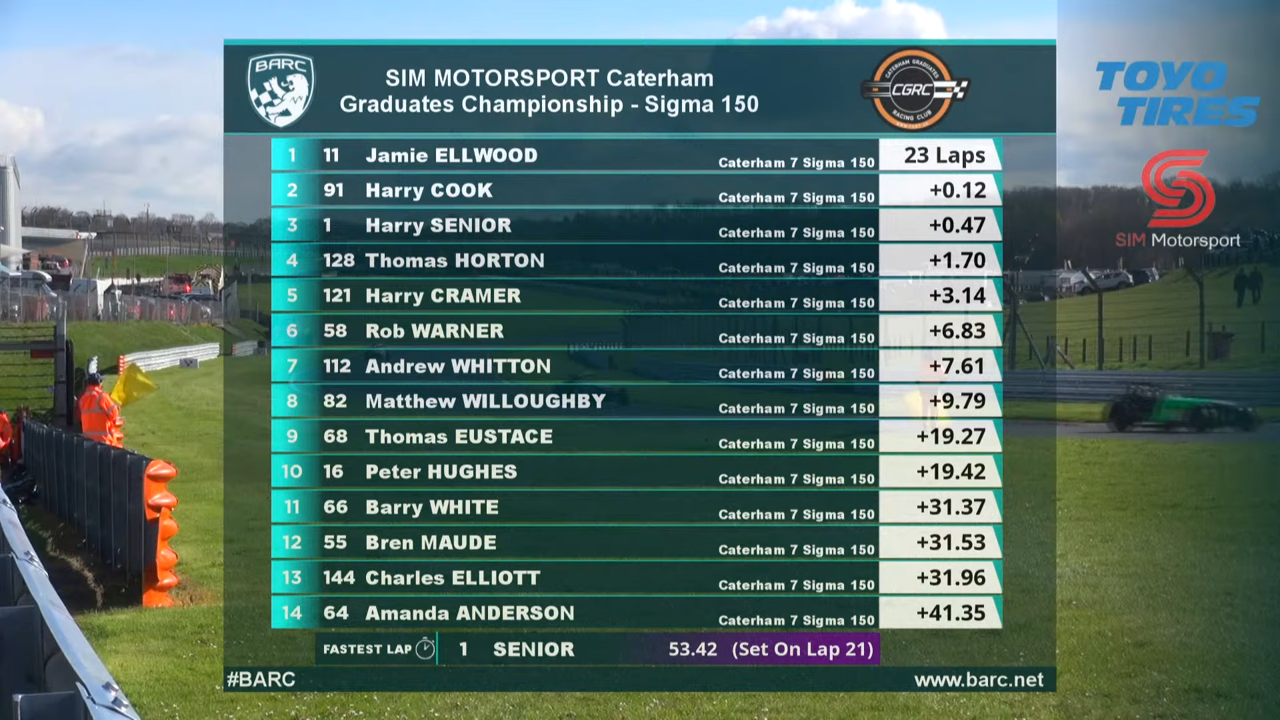 BARC
SIM MOTORSPORT Caterham
Graduates Championship - Sigma 150
CATERHAM GRADUATES
CGRC
RACING CLUB
TOYO
TIRES
SIM Motorsport
1 11 Jamie ELLWOOD Caterham 7 Sigma 150 23 Laps
2 91 Harry COOK Caterham 7 Sigma 150 +0.12
3 1 Harry SENIOR Caterham 7 Sigma 150 +0.47
4 128 Thomas HORTON Caterham 7 Sigma 150 +1.70
5 121 Harry CRAMER Caterham 7 Sigma 150 +3.14
6 58 Rob WARNER Caterham 7 Sigma 150 +6.83
7 112 Andrew WHITTON Caterham 7 Sigma 150 +7.61
8 82 Matthew WILLOUGHBY Caterham 7 Sigma 150 +9.79
9 68 Thomas EUSTACE Caterham 7 Sigma 150 +19.27
10 16 Peter HUGHES Caterham 7 Sigma 150 +19.42
11 66 Barry WHITE Caterham 7 Sigma 150 +31.37
12 55 Bren MAUDE Caterham 7 Sigma 150 +31.53
13 144 Charles ELLIOTT Caterham 7 Sigma 150 +31.96
14 64 Amanda ANDERSON Caterham 7 Sigma 150 +41.35
FASTEST LAP 1 SENIOR 53.42 (Set On Lap 21)
#BARC www.barc.net